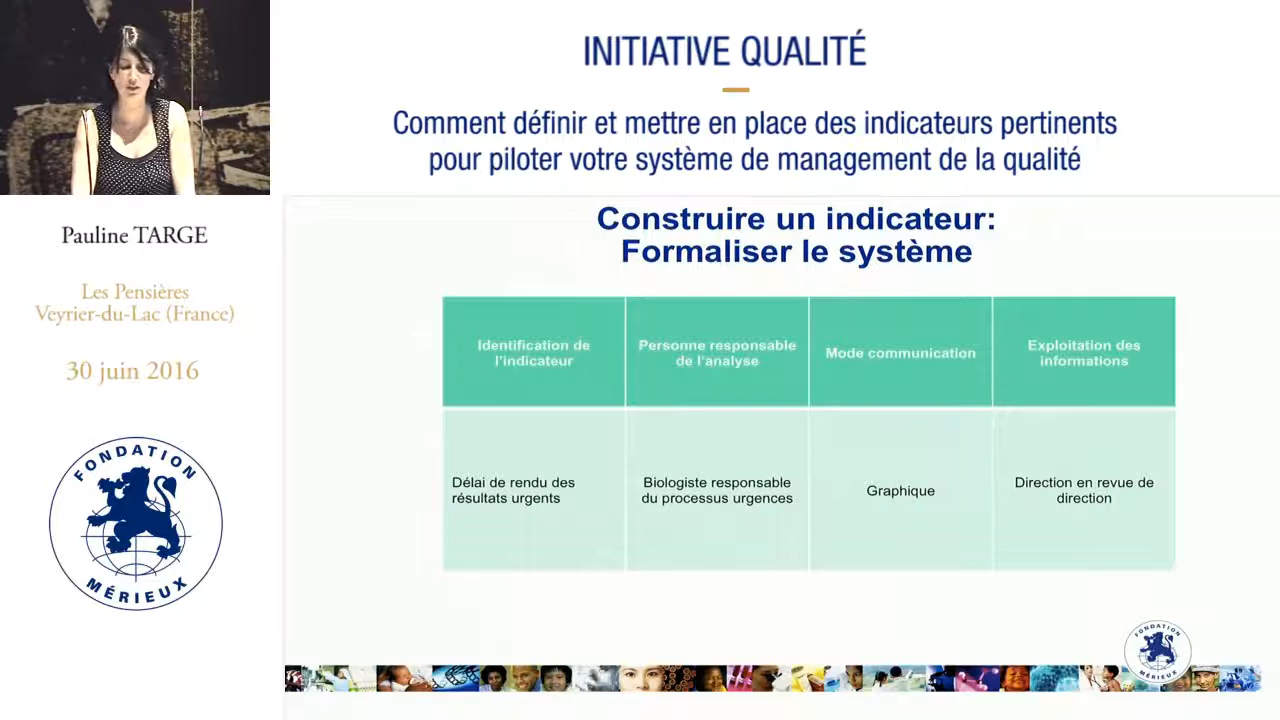 INITIATIVE QUALITÉ
Comment définir et mettre en place des indicateurs pertinents
pour piloter votre système de management de la qualité
Pauline TARGE
Les Pensières
Veyrier-du-Lac (France)
30 juin 2016
FONDATION
MÉRIEUX
Construire un indicateur:
Formaliser le système
Identification de
l'indicateur
Personne responsable
de l'analyse
Mode communication
Exploitation des
informations
Délai de rendu des
résultats urgents
Biologiste responsable
du processus urgences
Graphique
Direction en revue de
direction
FONDATION
MÉRIEUX